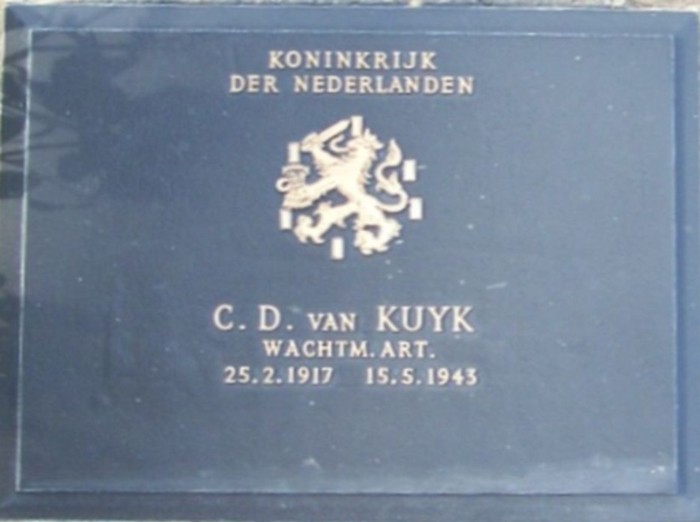 KONINKRIJK
DER NEDERLANDEN
C. D. VAN KUYK
WACHTM. ART.
25.2.1917 15.5.1943